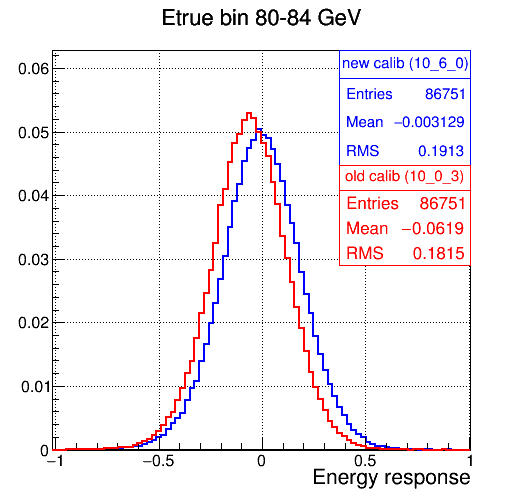 Etrue bin 80-84 GeV
new calib (10_6_0)
Entries 86751
Mean −0.003129
RMS 0.1913
old calib (10_0_3)
Entries 86751
Mean −0.0619
RMS 0.1815
0.06
0.05
0.04
0.03
0.02
0.01
0
−1 −0.5 0 0.5 1
Energy response